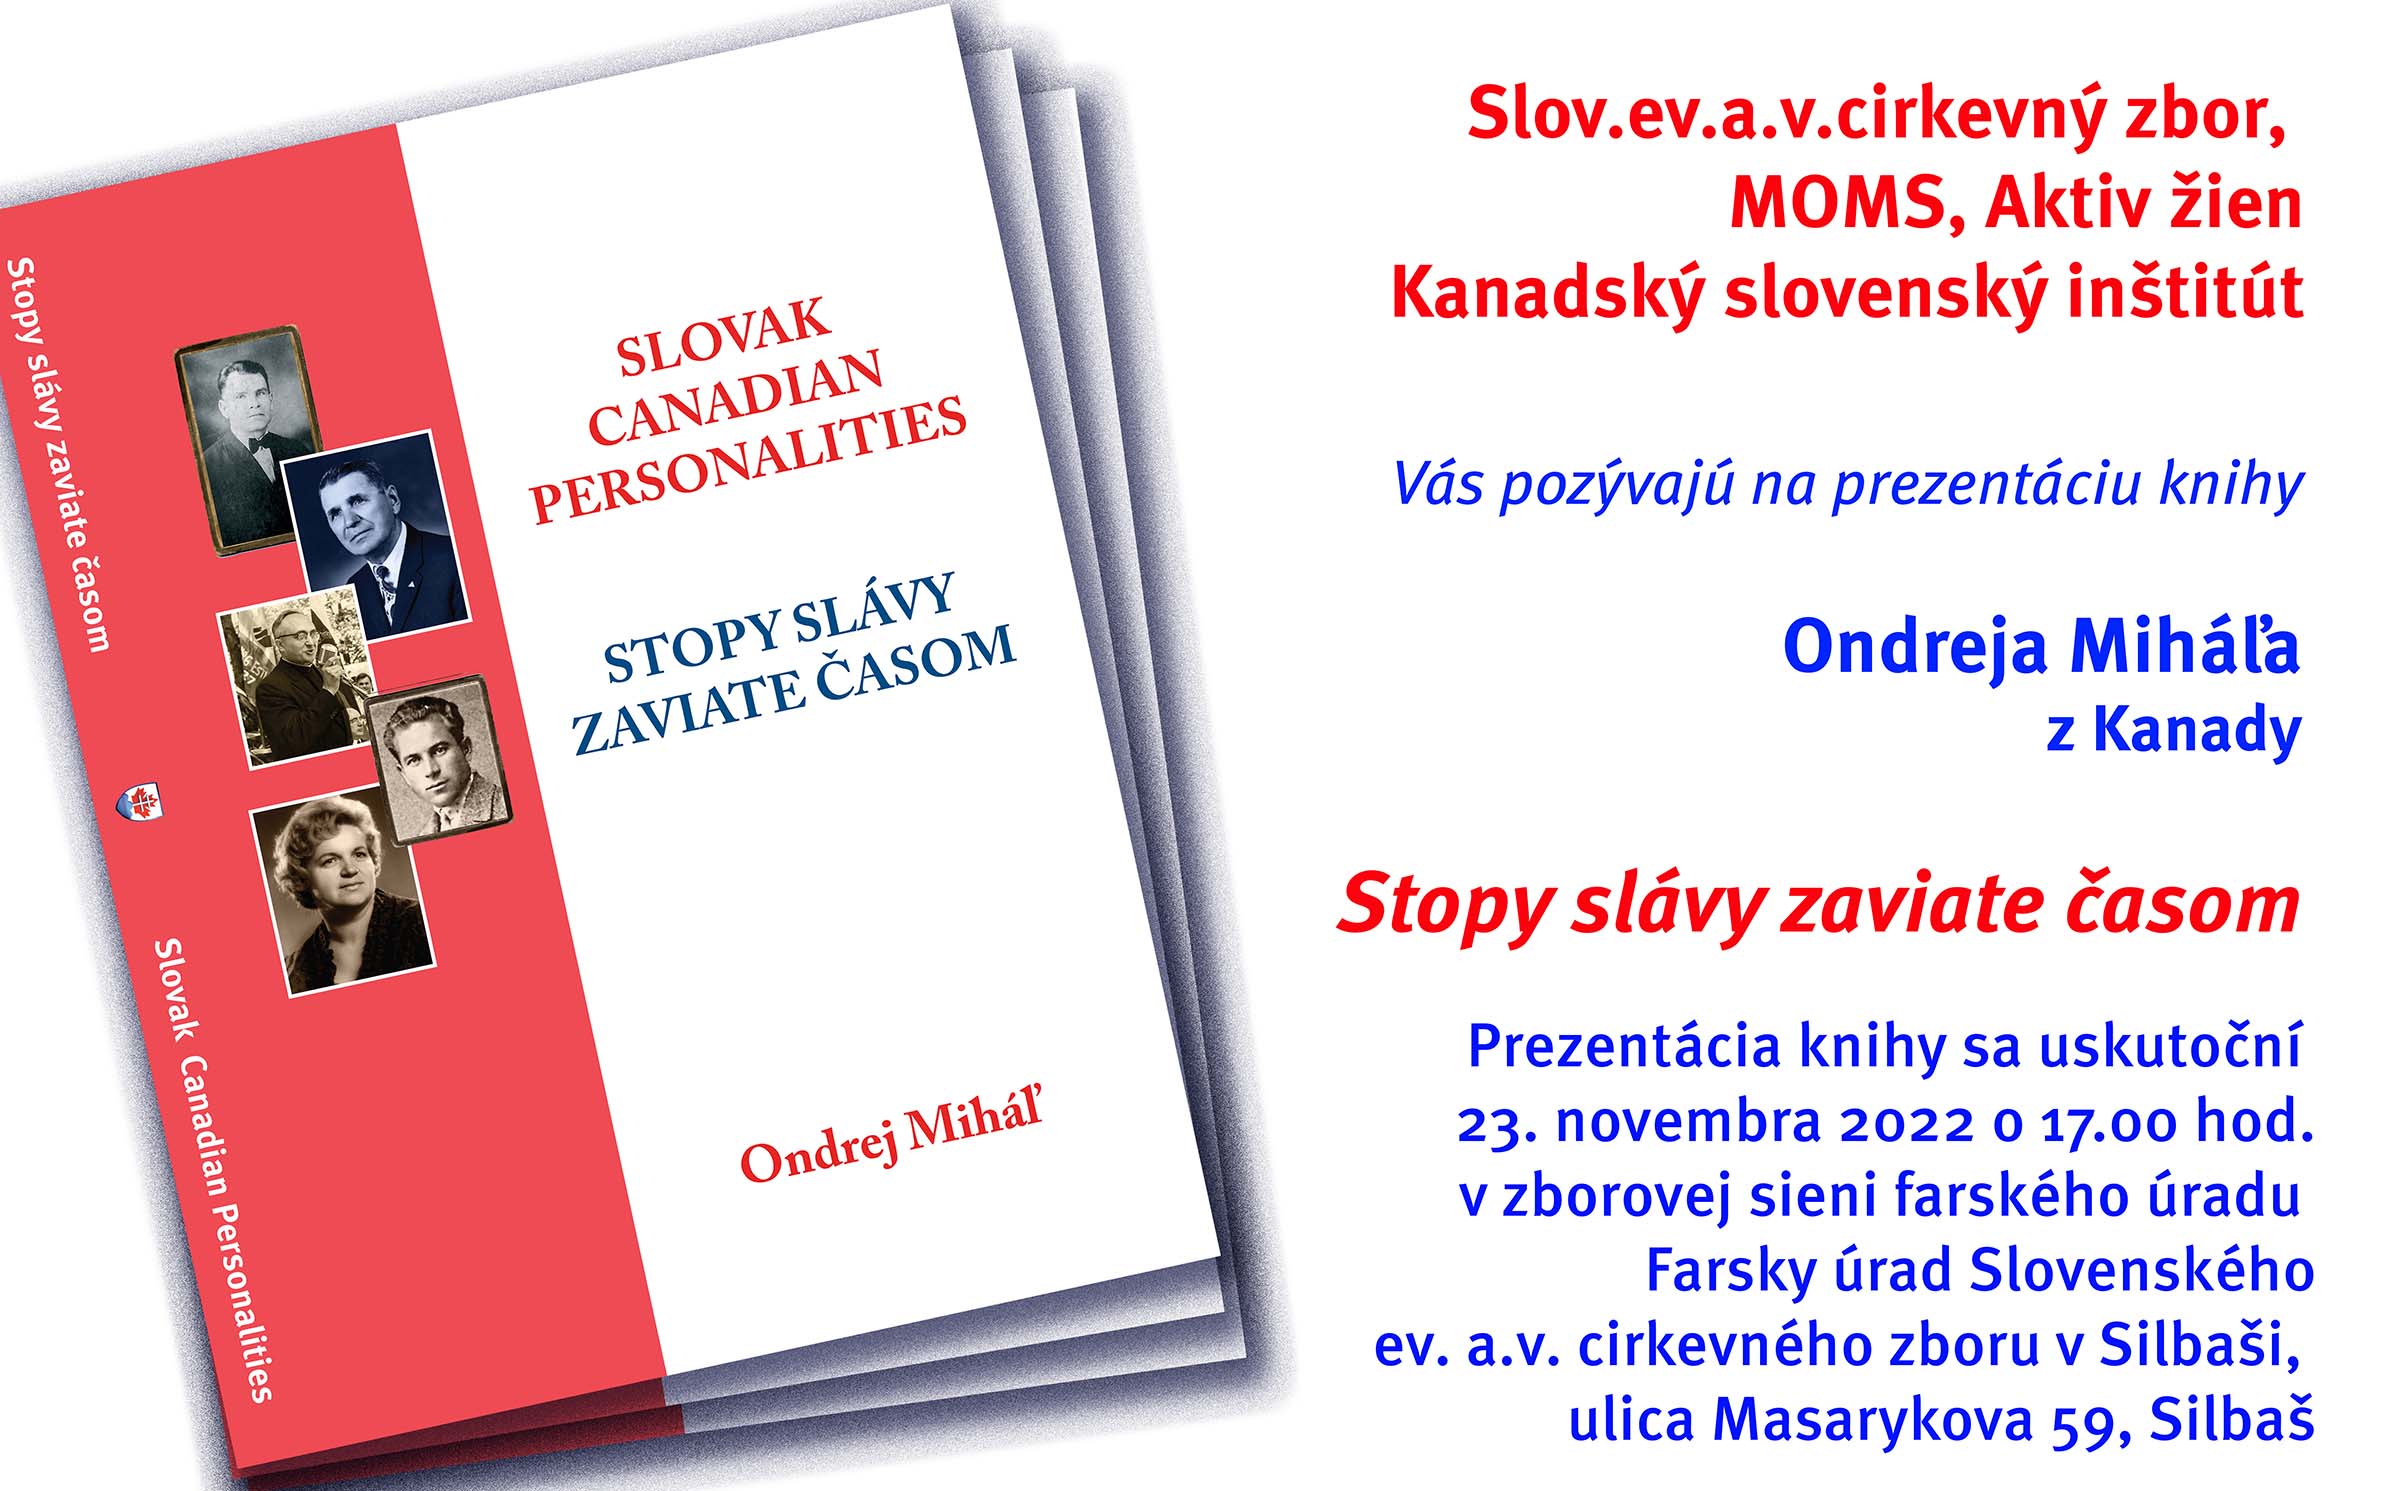 Stopy slávy zaviate časom
Slovak Canadian Personalities
SLOVAK
CANADIAN
PERSONALITIES
STOPY SLÁVY
ZAVIATE ČASOM
Ondrej Miháľ
Slov.ev.a.v.cirkevný zbor,
MOMS, Aktiv žien
Kanadský slovenský inštitút
Vás pozývajú na prezentáciu knihy
Ondreja Miháľa
z Kanady
Stopy slávy zaviate časom
Prezentácia knihy sa uskutoční
23. novembra 2022 o 17.00 hod.
v zborovej sieni farského úradu
Farsky úrad Slovenského
ev. a.v. cirkevného zboru v Silbaši,
ulica Masarykova 59, Silbaš